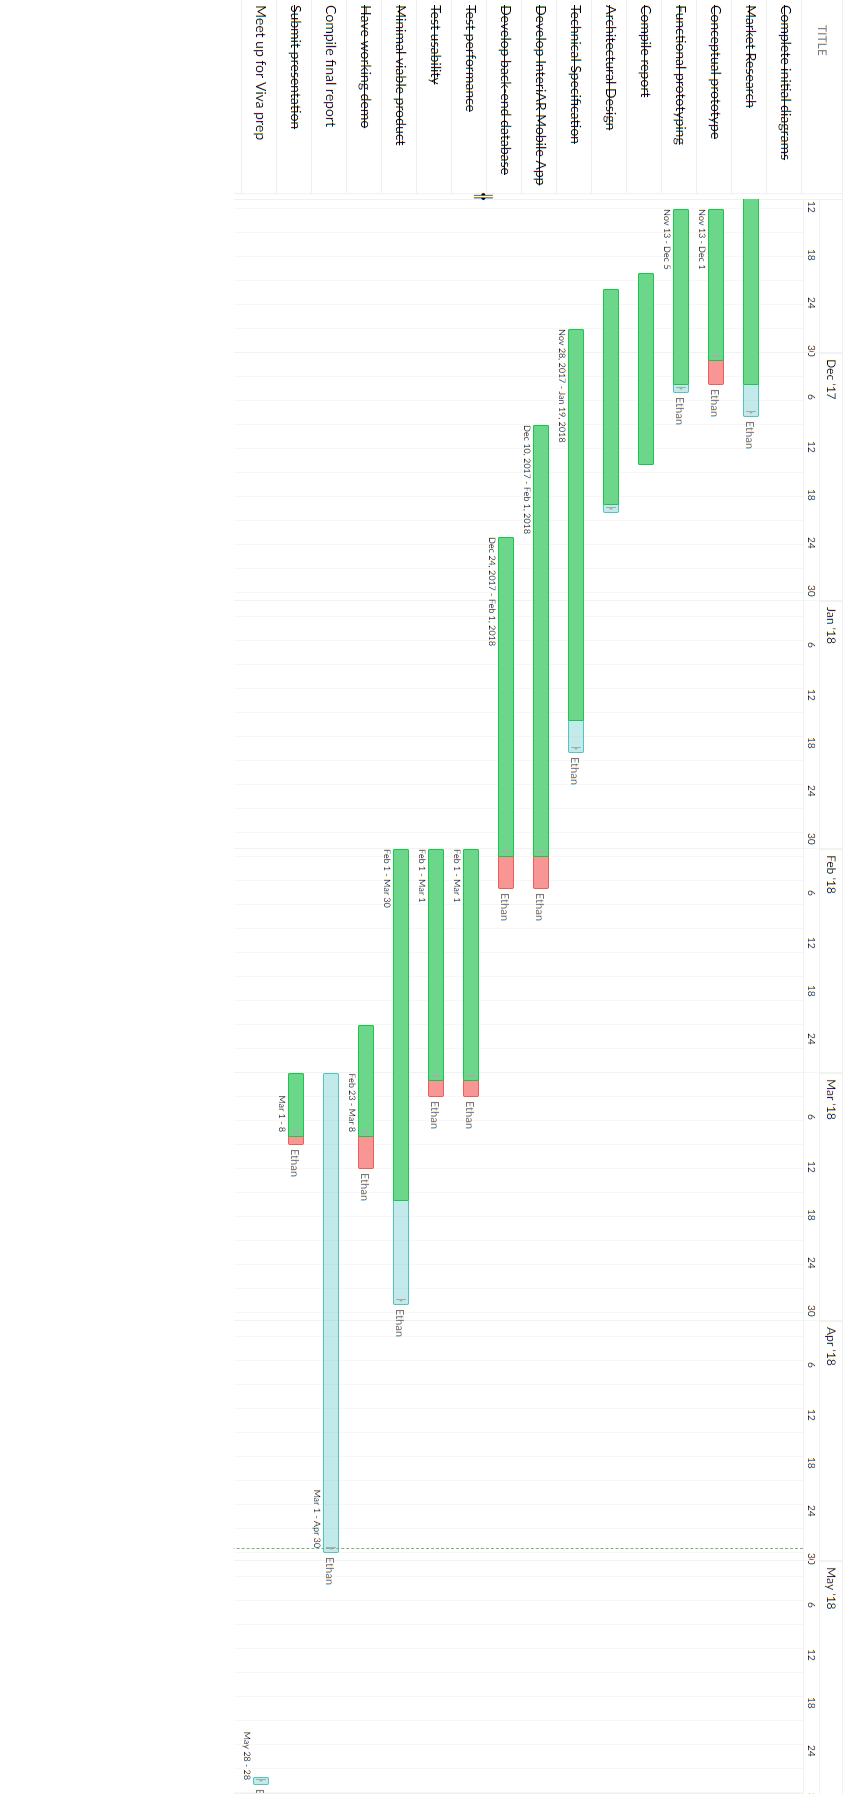 TITLE
Dec '17
Jan '18
Feb '18
Mar '18
Apr '18
May '18
12 18 24 30 6 12 18 24 30 6 12 18 24 30 6 12 18 24 6 12 18 24 30 6 12 18 24 30 6 12 18 24
Complete initial diagrams
Market Research
Ethan
Conceptual prototype
Nov 13 - Dec 1
Ethan
Functional prototyping
Nov 13 - Dec 5
Ethan
Compile report
Architectural Design
Technical Specification
Nov 28, 2017 - Jan 19, 2018
Ethan
Develop InteriAR Mobile App
Dec 10, 2017 - Feb 1, 2018
Ethan
Develop back-end database
Dec 24, 2017 - Feb 1, 2018
Ethan
Test performance
Feb 1 - Mar 1
Ethan
Test usability
Feb 1 - Mar 1
Ethan
Minimal viable product
Feb 1 - Mar 30
Ethan
Have working demo
Feb 23 - Mar 8
Ethan
Compile final report
Mar 1 - Apr 30
Ethan
Submit presentation
Mar 1 - 8
Ethan
Meet up for Viva prep
May 28 - 28